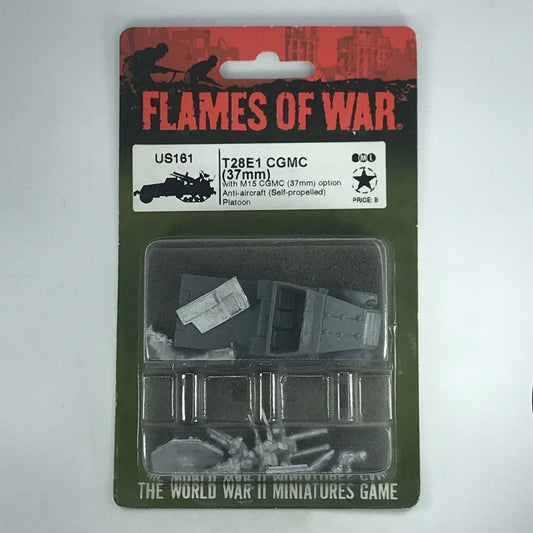 FLAMES OF WAR®
US161
T28E1 CGMC
(37mm)
with M15 CGMC (37mm) option
Anti-aircraft (Self-propelled)
Platoon
PRICE: B
THE WORLD WAR II MINIATURES GAME